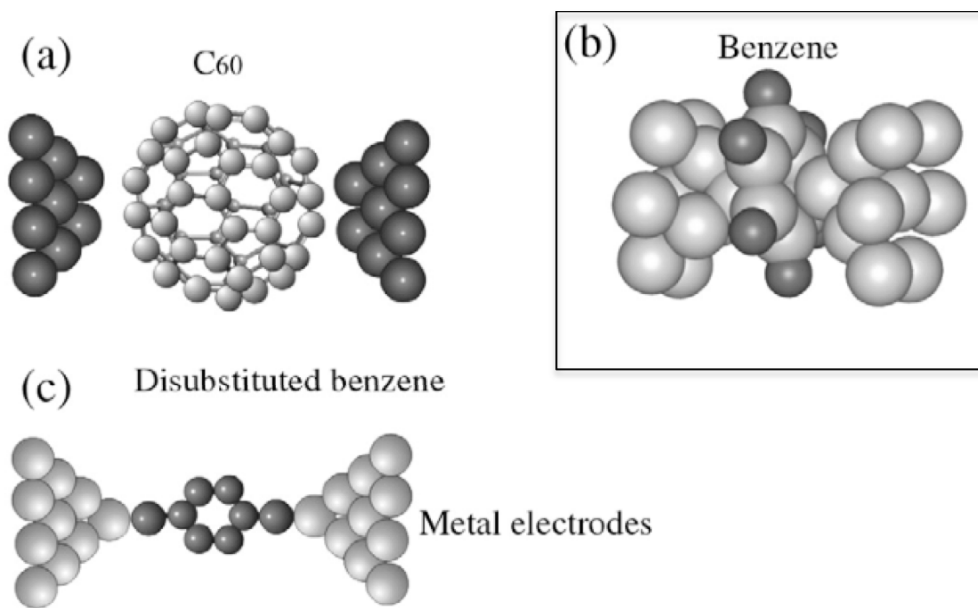 (a)
C60
(b)
Benzene
(c)
Disubstituted benzene
Metal electrodes